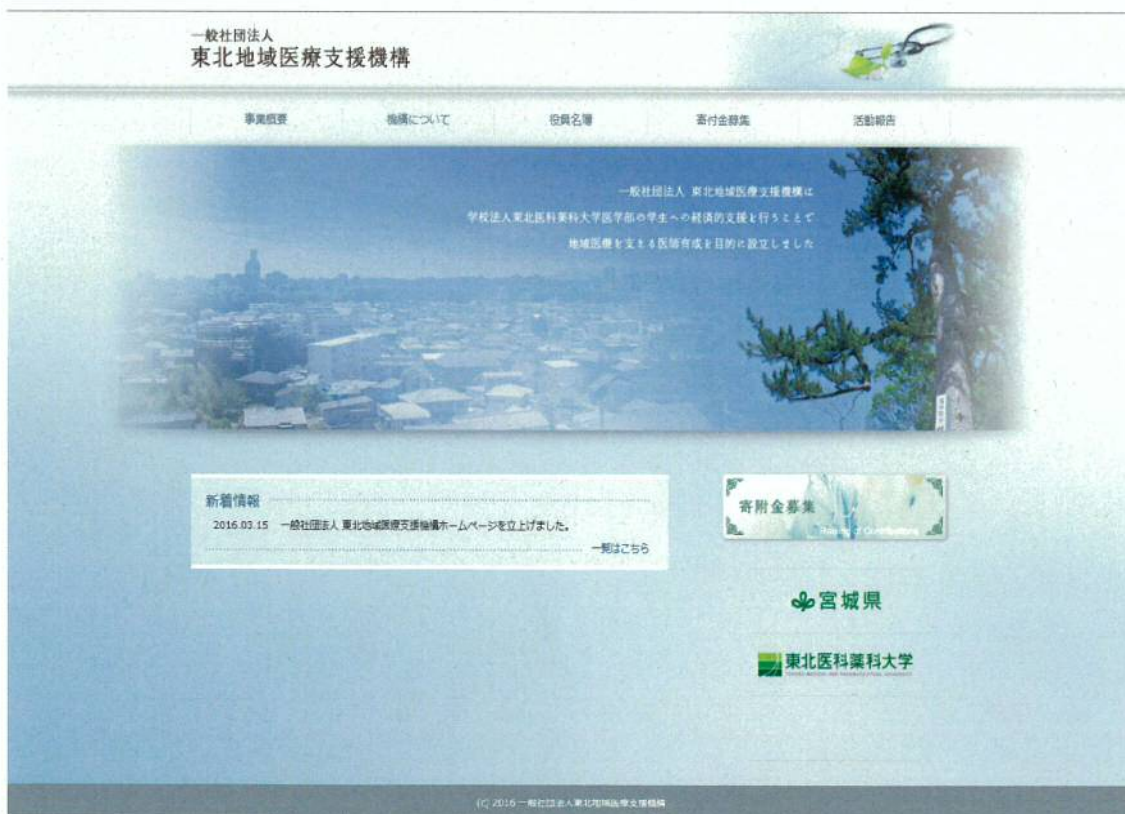 一般社団法人
東北地域医療支援機構
事業概要 機構について 役員名簿 寄付金募集 活動報告
一般社団法人 東北地域医療支援機構は
学校法人東北医科薬科大学医学部の学生への経済的支援を行うことで
地域医療を支える医師育成を目的に設立しました
新着情報
2016.03.15 一般社団法人 東北地域医療支援機構ホームページを立上げました。
一覧はこちら
寄附金募集
宮城県
東北医科薬科大学
TOHOKU MEDICAL AND PHARMACEUTICAL UNIVERSITY
(C) 2016 一般社団法人東北地域医療支援機構